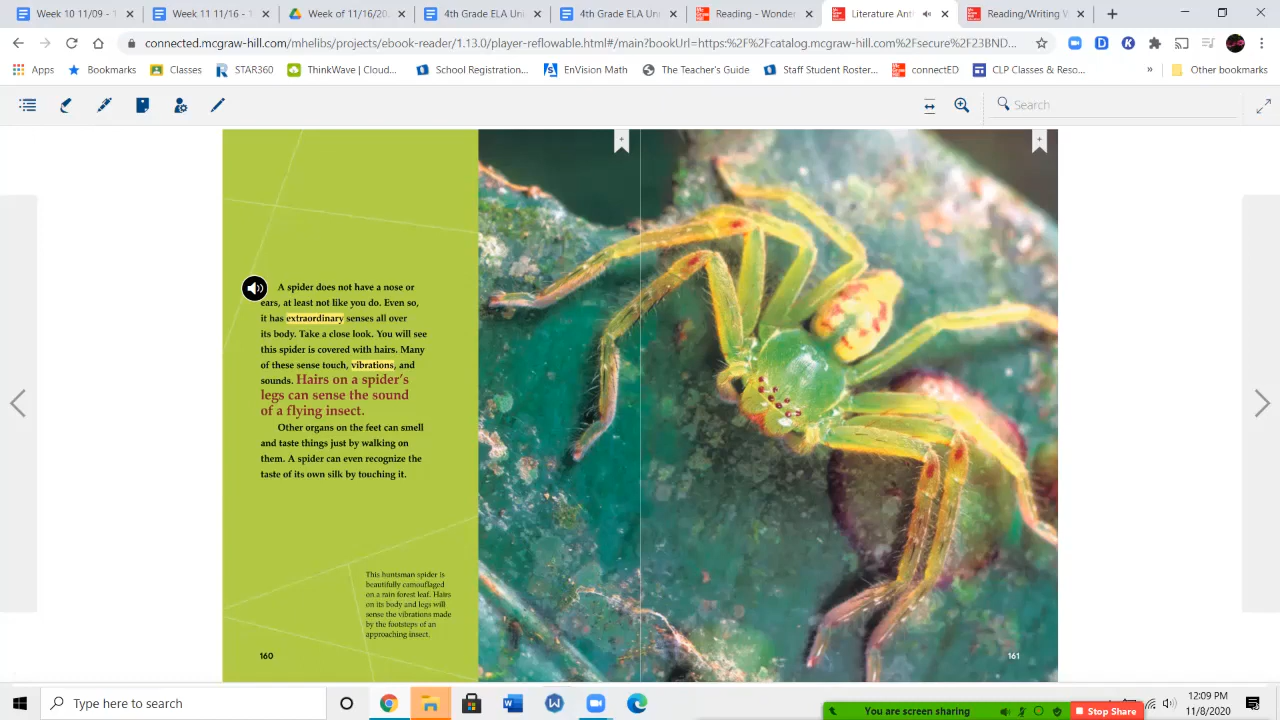 Week of 11/9/20- 1
Week of 11/11/16- 1
Week of 11/16/20
4th Grade ELA Uni
4th Grade ELA Uni
Reading - Wonder
Literature Anth
Reading/Writing W
connected.mcgraw-hill.com/products/ebook-reader/1.13.0/player-nowable.html#/main?bookUrl=https:%2F%2Fcatalog.mcgraw-hill.com%2Fsecure%2F23BND...
Apps
Bookmarks
Class
STAR360
ThinkWave | Cloud...
School Registration...
EnVision Math
The Teacher's Guide
Staff Student Roster...
connectED
CLP Classes & Reso...
»
Other bookmarks
Search
A spider does not have a nose or
ears, at least not like you do. Even so,
it has extraordinary senses all over
its body. Take a close look. You will see
this spider is covered with hairs. Many
of these sense touch, vibrations, and
sounds. Hairs on a spider's
legs can sense the sound
of a flying insect.
Other organs on the feet can smell
and taste things just by walking on
them. A spider can even recognize the
taste of its own silk by touching it.
This huntsman spider is
beautifully camouflaged
on a rain forest leaf. Hairs
on its body and legs will
sense the vibrations made
by the footsteps of an
approaching insect.
160
161
Type here to search
You are screen sharing
Stop Share
12:09 PM
11/8/2020